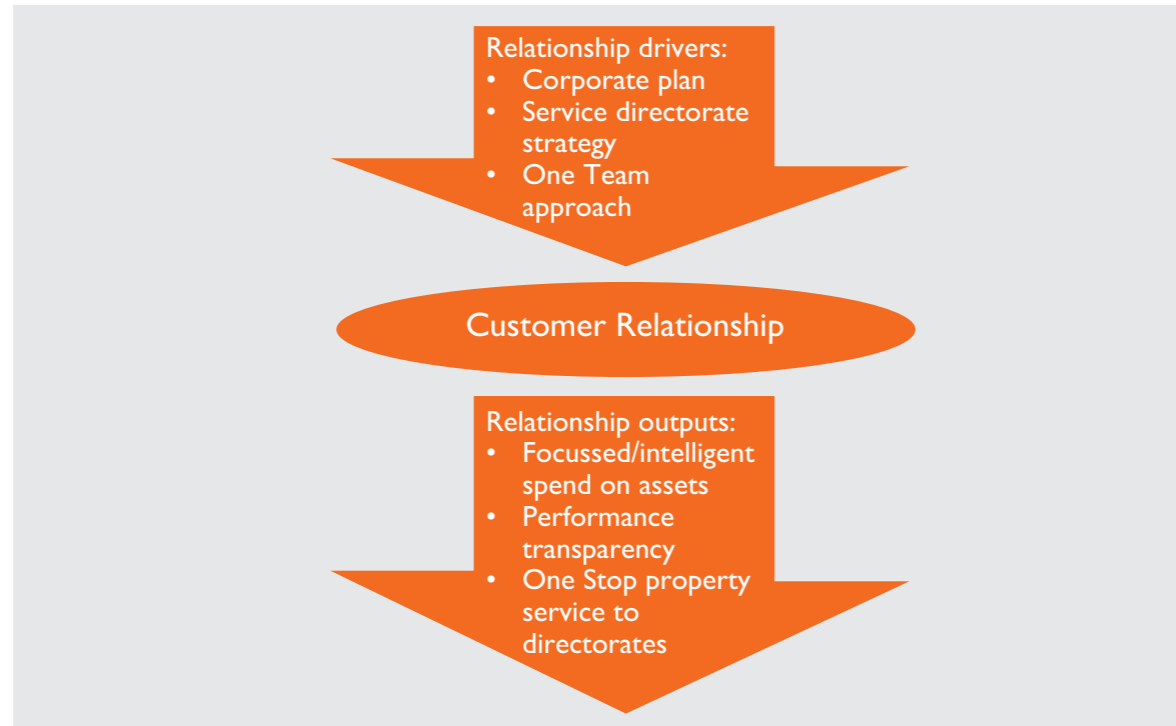 Relationship drivers:
• Corporate plan
• Service directorate
strategy
• One Team
approach
Customer Relationship
Relationship outputs:
• Focussed/intelligent
spend on assets
• Performance
transparency
• One Stop property
service to
directorates